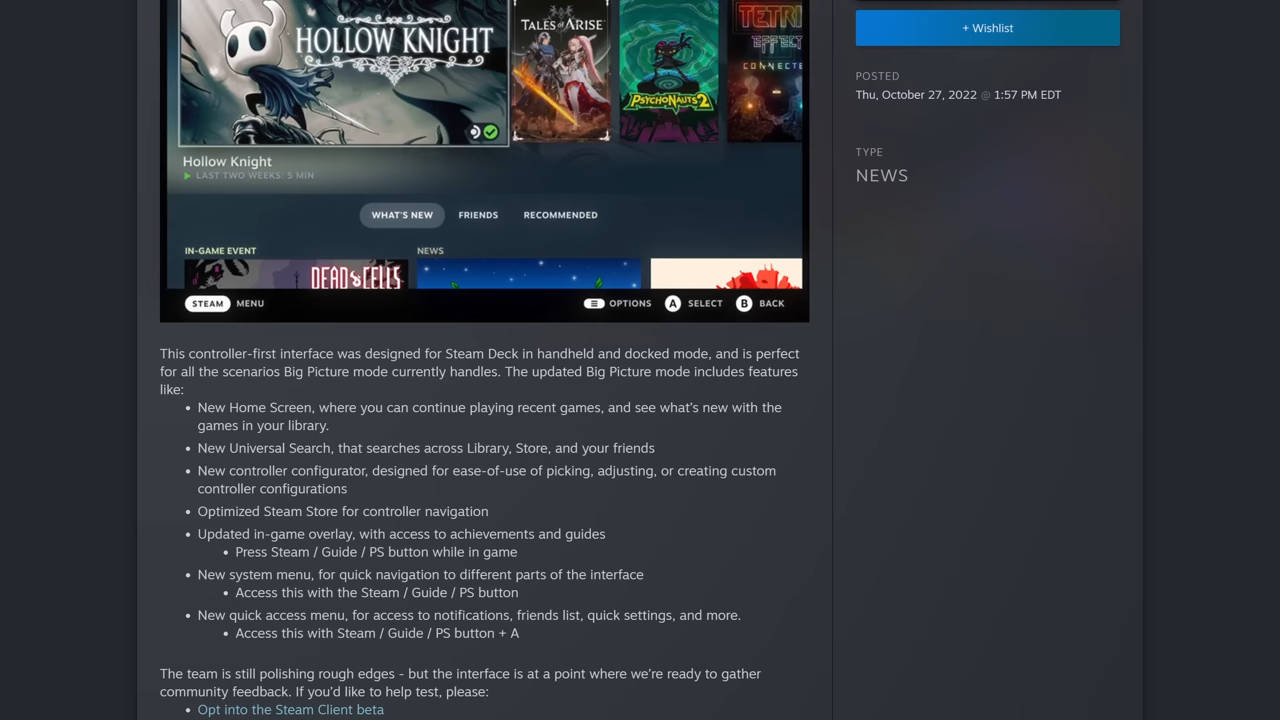 HOLLOW KNIGHT
TALES of ARISE
PSYCHONAUTS 2
TETRI
EFFECT
CONNECTE
Hollow Knight
LAST TWO WEEKS: 5 MIN
WHAT'S NEW
FRIENDS
RECOMMENDED
IN-GAME EVENT
NEWS
DEAD CELLS
STEAM MENU
OPTIONS
A SELECT
B BACK
This controller-first interface was designed for Steam Deck in handheld and docked mode, and is perfect
for all the scenarios Big Picture mode currently handles. The updated Big Picture mode includes features
like:
• New Home Screen, where you can continue playing recent games, and see what's new with the
games in your library.
• New Universal Search, that searches across Library, Store, and your friends
• New controller configurator, designed for ease-of-use of picking, adjusting, or creating custom
controller configurations
• Optimized Steam Store for controller navigation
• Updated in-game overlay, with access to achievements and guides
• Press Steam / Guide / PS button while in game
• New system menu, for quick navigation to different parts of the interface
• Access this with the Steam / Guide / PS button
• New quick access menu, for access to notifications, friends list, quick settings, and more.
• Access this with Steam / Guide / PS button + A
The team is still polishing rough edges - but the interface is at a point where we're ready to gather
community feedback. If you'd like to help test, please:
• Opt into the Steam Client beta
+ Wishlist
POSTED
Thu, October 27, 2022 @ 1:57 PM EDT
TYPE
NEWS